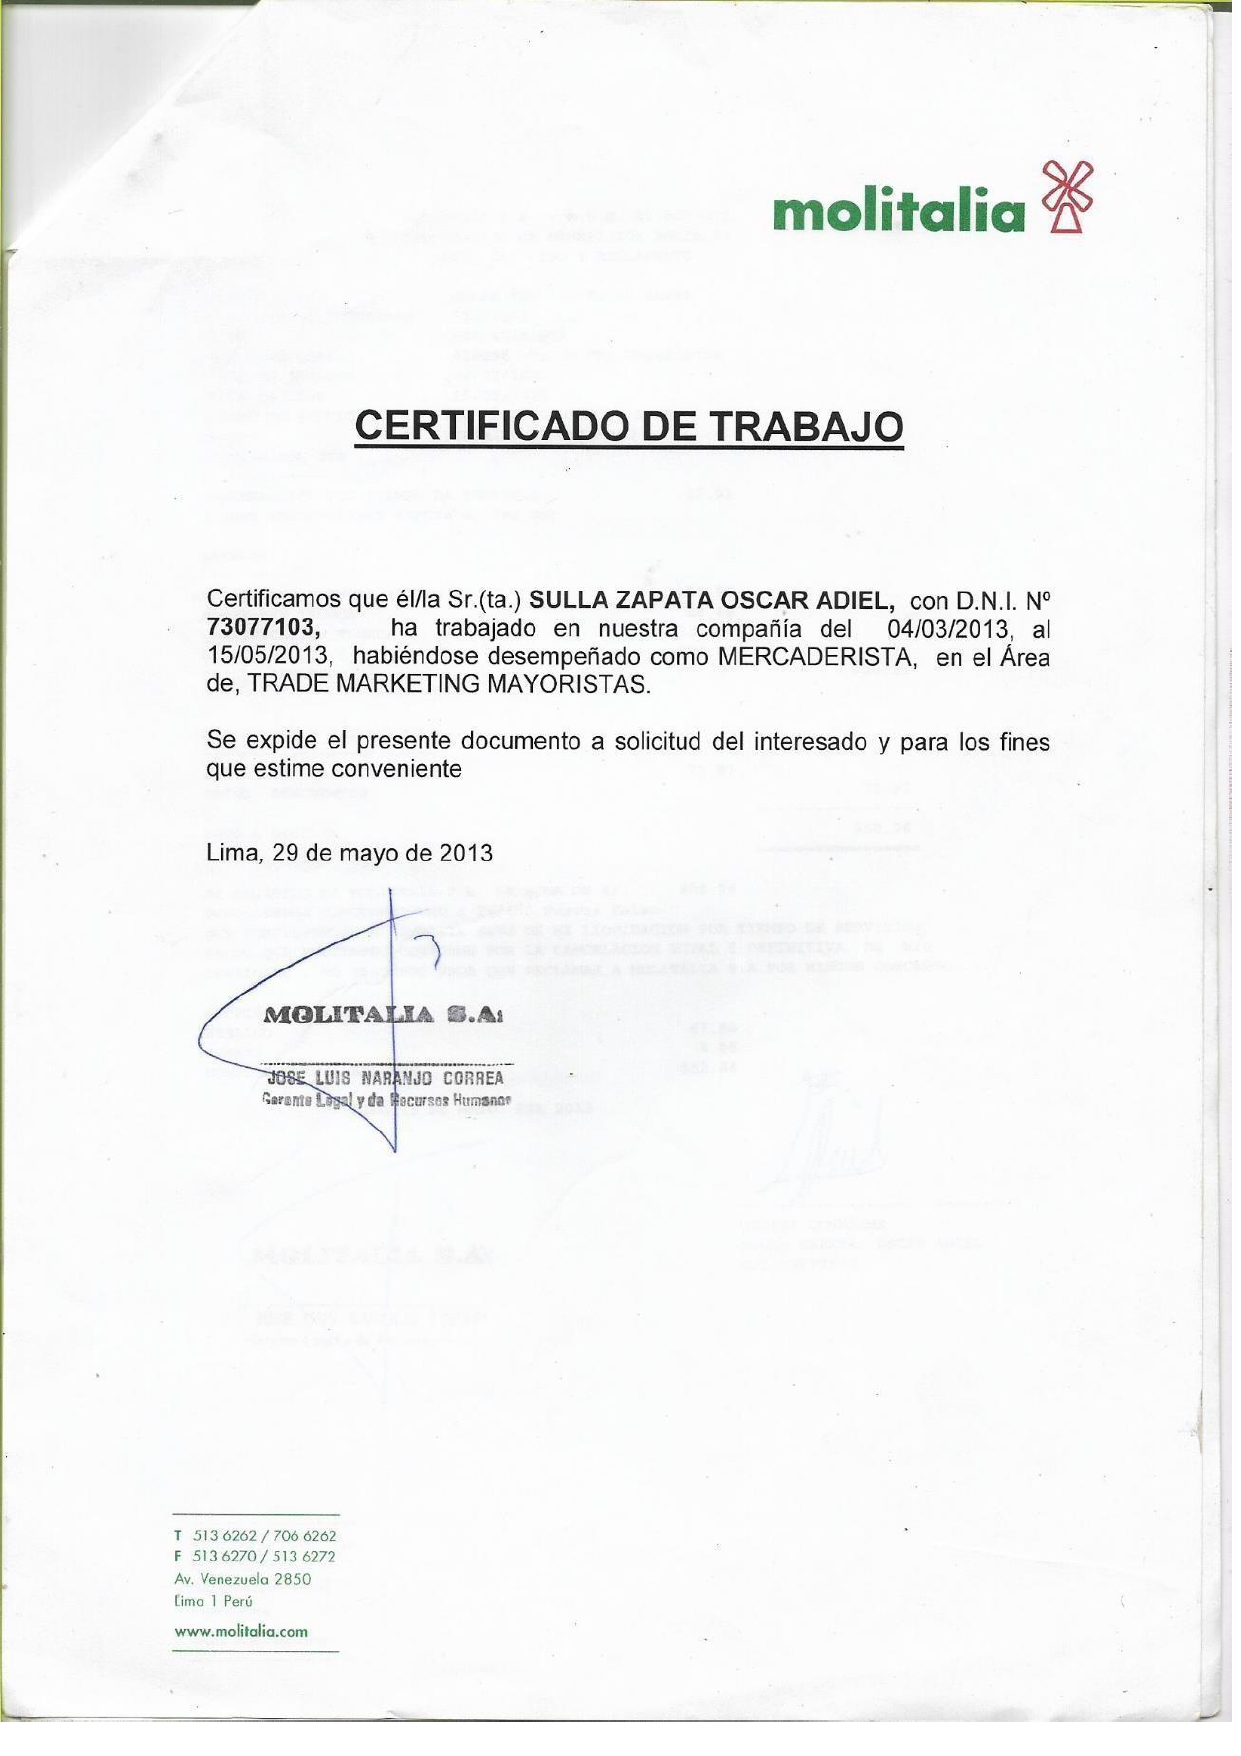 molitalia
CERTIFICADO DE TRABAJO
Certificamos que él/la Sr.(ta.) SULLA ZAPATA OSCAR ADIEL, con D.N.I. Nº
73077103, ha trabajado en nuestra compañía del 04/03/2013, al
15/05/2013, habiéndose desempeñado como MERCADERISTA, en el Área
de, TRADE MARKETING MAYORISTAS.
Se expide el presente documento a solicitud del interesado y para los fines
que estime conveniente
Lima, 29 de mayo de 2013
MOLITALIA S.A.
JOSE LUIS NARANJO CORREA
Gerente Legal y de Recursos Humanos
T 513 6262 / 706 6262
F 513 6270 / 513 6272
Av. Venezuela 2850
Lima 1 Perú
www.molitalia.com